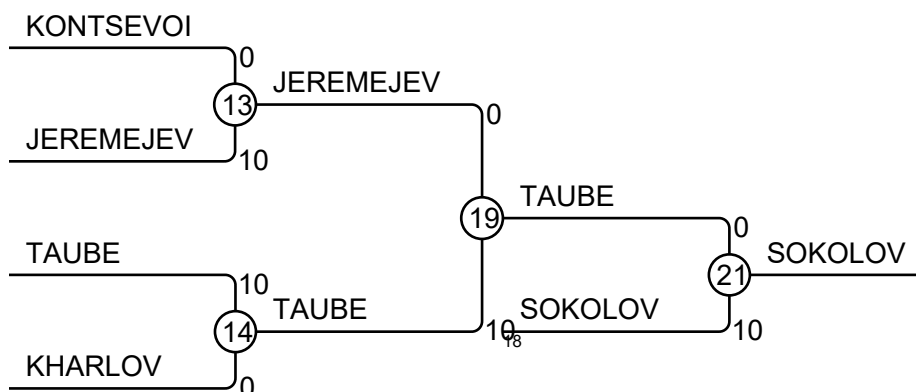 KONTSEVOI
0
JEREMEJEV
13
0
JEREMEJEV
10
TAUBE
19
0
TAUBE
SOKOLOV
10
21
TAUBE
SOKOLOV
14
10
18
10
KHARLOV
0